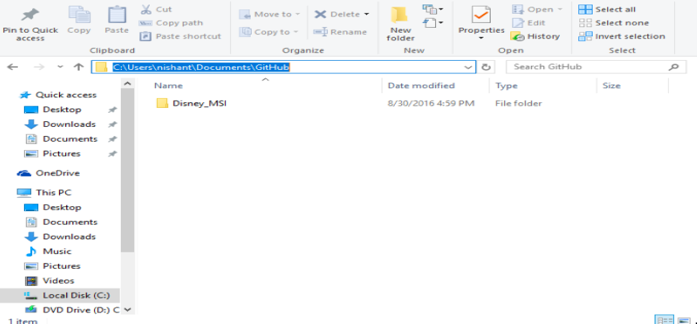 Pin to Quick access
Copy
Paste
Cut
Copy path
Paste shortcut
Clipboard
Move to
Copy to
Delete
Rename
Organize
New folder
New
Properties
Open
Edit
History
Open
Select all
Select none
Invert selection
Select
C:\Users\nishant\Documents\GitHub
Search GitHub
Name
Date modified
Type
Size
Disney_MSI
8/30/2016 4:59 PM
File folder
Quick access
Desktop
Downloads
Documents
Pictures
OneDrive
This PC
Desktop
Documents
Downloads
Music
Pictures
Videos
Local Disk (C:)
DVD Drive (D:) C
1 item